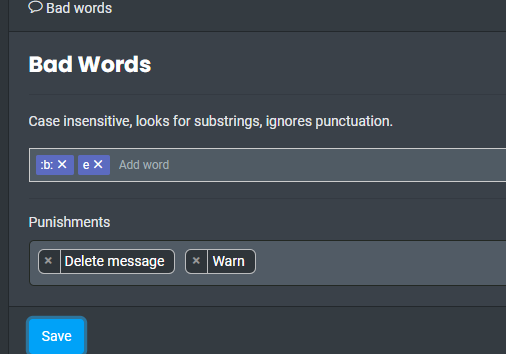 Bad words
Bad Words
Case insensitive, looks for substrings, ignores punctuation.
:b: × e × Add word
Punishments
× Delete message × Warn
Save